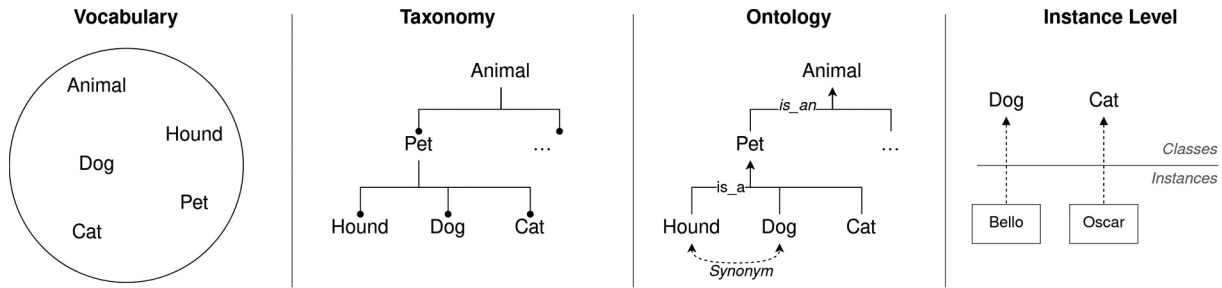 Vocabulary
Animal
Hound
Dog
Pet
Cat
Taxonomy
Animal
Pet
...
Hound
Dog
Cat
Ontology
Animal
is_an
Pet
...
is_a
Hound
Dog
Cat
Synonym
Instance Level
Dog
Cat
Classes
Instances
Bello
Oscar